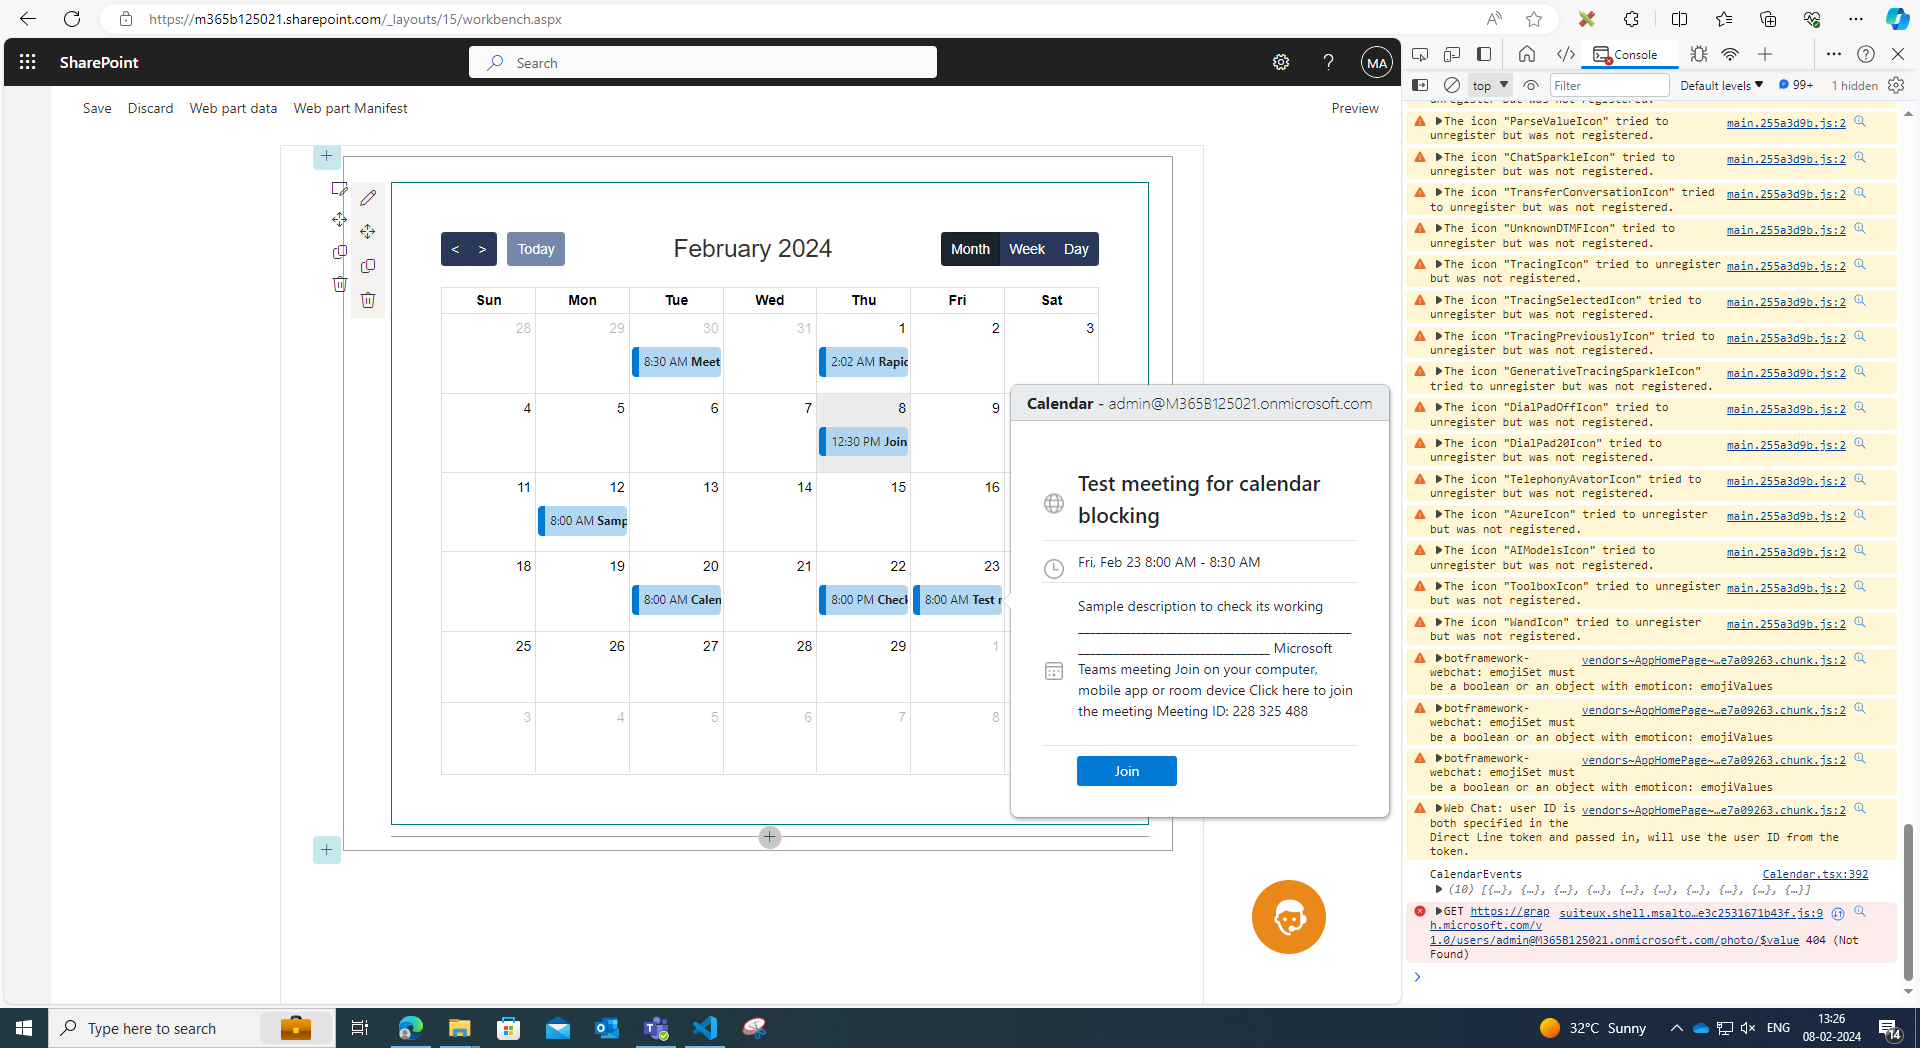 https://m365b125021.sharepoint.com/_layouts/15/workbench.aspx
SharePoint
Search
MA
Save Discard Web part data Web part Manifest
Preview
< > Today
February 2024
Month Week Day
Sun Mon Tue Wed Thu Fri Sat
28 29 30 31 1 2 3
8:30 AM Meet
2:02 AM Rapic
4 5 6 7 8 9
12:30 PM Join
11 12 13 14 15 16
8:00 AM Samp
18 19 20 21 22 23
8:00 AM Calen
8:00 PM Check
8:00 AM Test r
25 26 27 28 29 1
3 4 5 6 7 8
Calendar - admin@M365B125021.onmicrosoft.com
Test meeting for calendar
blocking
Fri, Feb 23 8:00 AM - 8:30 AM
Sample description to check its working
________________________________________
____________________________ Microsoft
Teams meeting Join on your computer,
mobile app or room device Click here to join
the meeting Meeting ID: 228 325 488
Join
Console
top
Filter
Default levels
99+
1 hidden
unregister but was not registered.
The icon "ParseValueIcon" tried to main.255a3d9b.js:2
unregister but was not registered.
The icon "ChatSparkleIcon" tried to main.255a3d9b.js:2
unregister but was not registered.
The icon "TransferConversationIcon" tried main.255a3d9b.js:2
to unregister but was not registered.
The icon "UnknownDTMFIcon" tried to main.255a3d9b.js:2
unregister but was not registered.
The icon "TracingIcon" tried to unregister main.255a3d9b.js:2
but was not registered.
The icon "TracingSelectedIcon" tried to main.255a3d9b.js:2
unregister but was not registered.
The icon "TracingPreviouslyIcon" tried to main.255a3d9b.js:2
unregister but was not registered.
The icon "GenerativeTracingSparkleIcon" main.255a3d9b.js:2
tried to unregister but was not registered.
The icon "DialPadOffIcon" tried to main.255a3d9b.js:2
unregister but was not registered.
The icon "DialPad20Icon" tried to main.255a3d9b.js:2
unregister but was not registered.
The icon "TelephonyAvatorIcon" tried to main.255a3d9b.js:2
unregister but was not registered.
The icon "AzureIcon" tried to unregister main.255a3d9b.js:2
but was not registered.
The icon "AIModelsIcon" tried to main.255a3d9b.js:2
unregister but was not registered.
The icon "ToolboxIcon" tried to unregister main.255a3d9b.js:2
but was not registered.
The icon "WandIcon" tried to unregister main.255a3d9b.js:2
but was not registered.
botframework- vendors~AppHomePage~…e7a09263.chunk.js:2
webchat: emojiSet must
be a boolean or an object with emoticon: emojiValues
botframework- vendors~AppHomePage~…e7a09263.chunk.js:2
webchat: emojiSet must
be a boolean or an object with emoticon: emojiValues
botframework- vendors~AppHomePage~…e7a09263.chunk.js:2
webchat: emojiSet must
be a boolean or an object with emoticon: emojiValues
Web Chat: user ID is vendors~AppHomePage~…e7a09263.chunk.js:2
both specified in the
Direct Line token and passed in, will use the user ID from the
token.
CalendarEvents Calendar.tsx:392
(10) [{…}, {…}, {…}, {…}, {…}, {…}, {…}, {…}, {…}, {…}]
GET https://grap suiteux.shell.msalto…e3c2531671b43f.js:9
h.microsoft.com/v
1.0/users/admin@M365B125021.onmicrosoft.com/photo/$value 404 (Not
Found)
Type here to search
32°C Sunny
ENG
13:26
08-02-2024
14